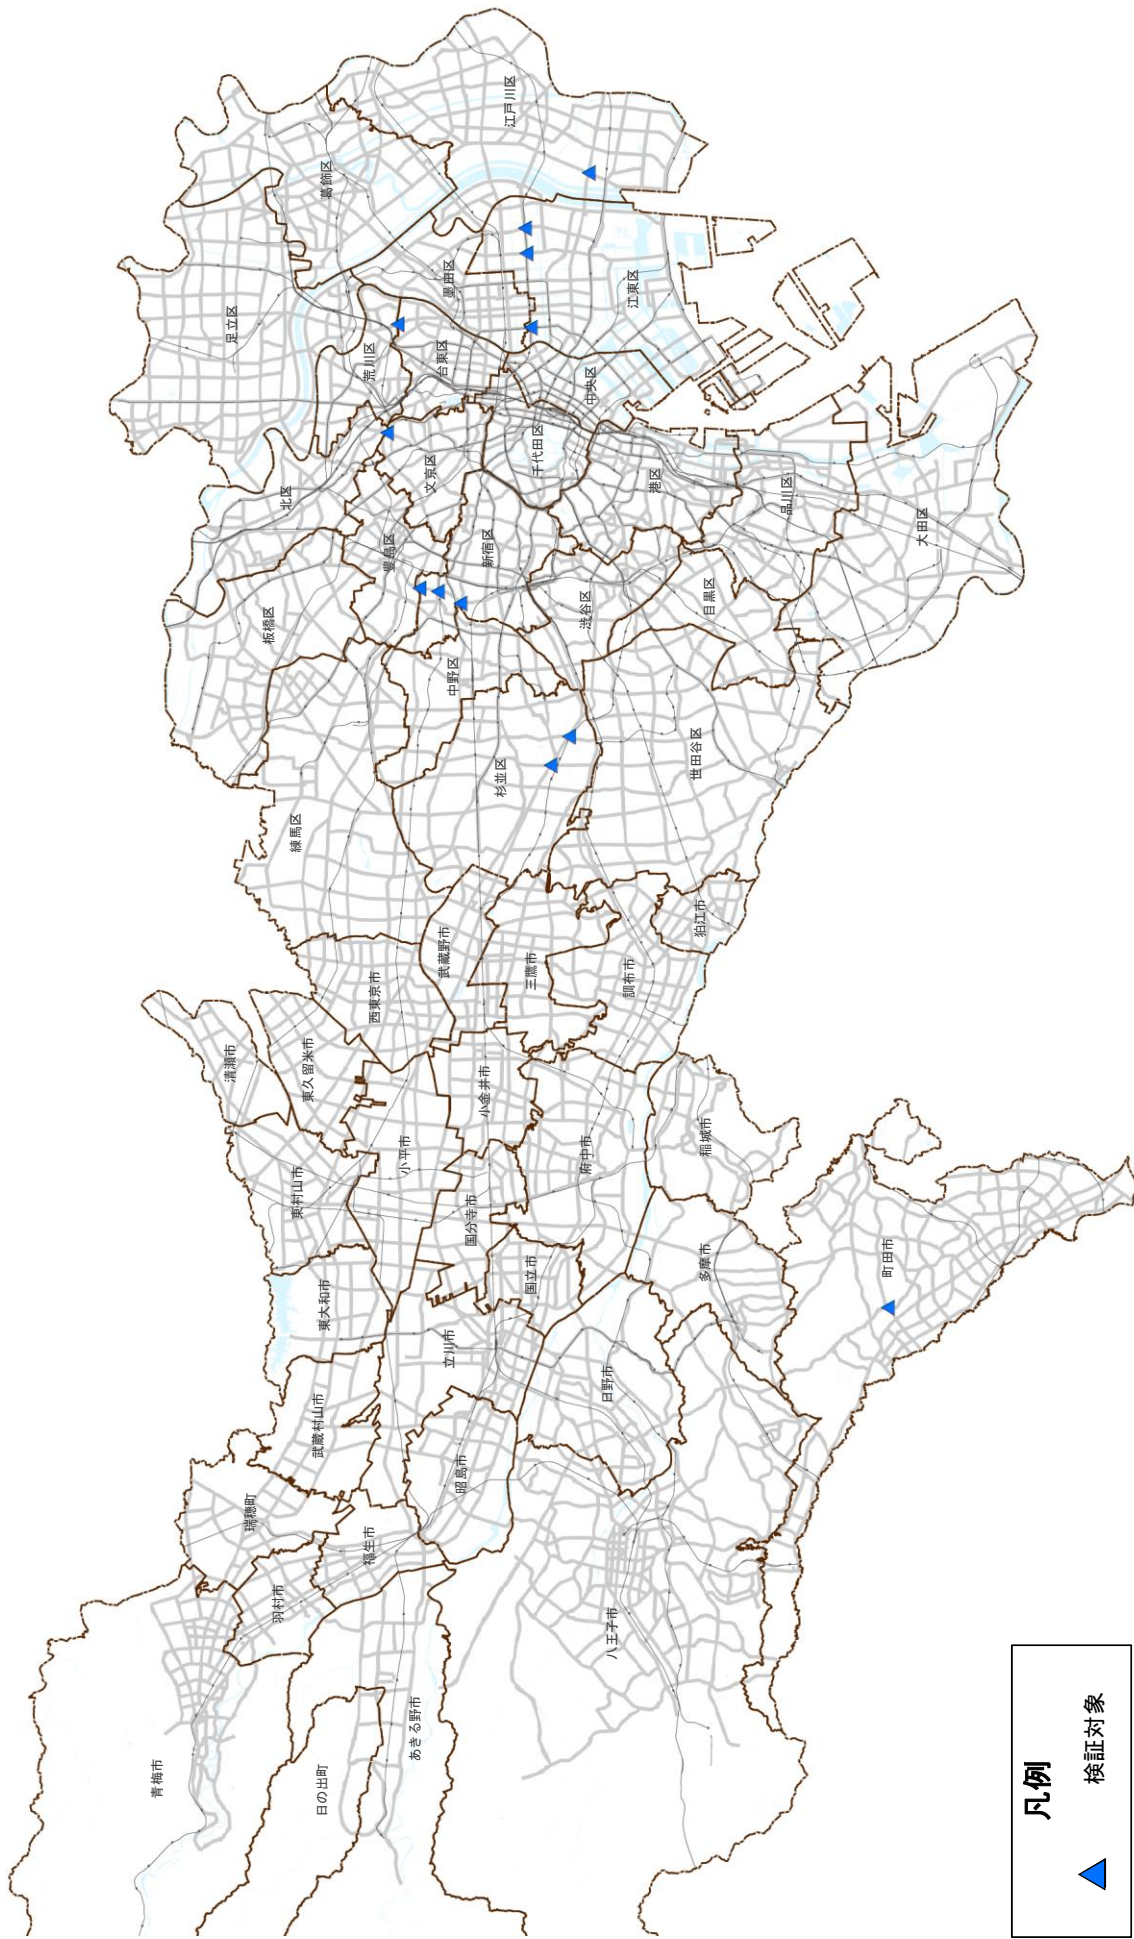 青梅市
日の出町
あきる野市
羽村市
瑞穂町
福生市
八王子市
昭島市
武蔵村山市
日野市
立川市
東大和市
国立市
多摩市
町田市
国分寺市
東村山市
小平市
府中市
稲城市
小金井市
清瀬市
東久留米市
西東京市
武蔵野市
三鷹市
調布市
狛江市
練馬区
杉並区
世田谷区
中野区
板橋区
渋谷区
目黒区
豊島区
新宿区
北区
文京区
千代田区
港区
品川区
大田区
荒川区
台東区
中央区
足立区
墨田区
江東区
葛飾区
江戸川区
凡例
検証対象